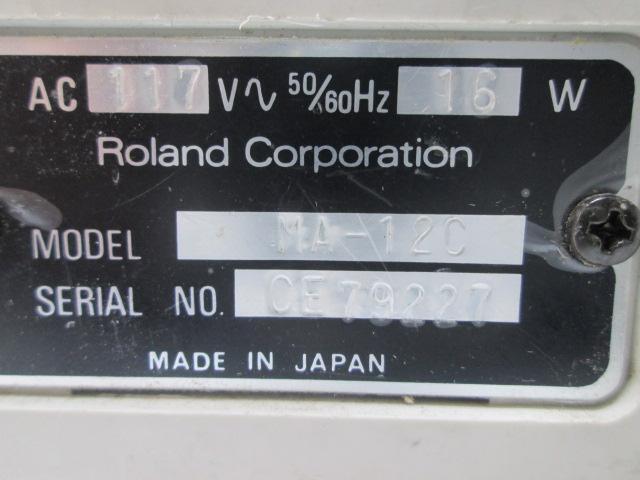 AC 117 V∿ 50/60Hz 16 W
Roland Corporation
MODEL MA-12C
SERIAL NO. CE79227
MADE IN JAPAN